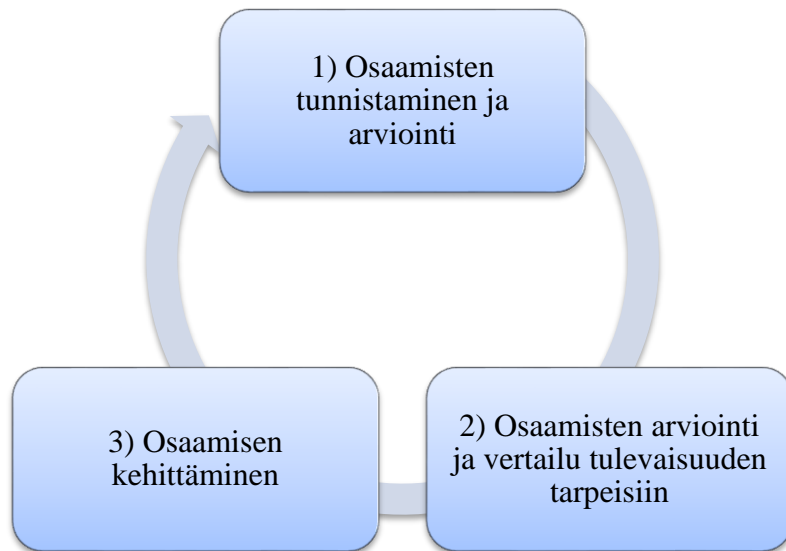 1) Osaamisten
tunnistaminen ja
arviointi
2) Osaamisten arviointi
ja vertailu tulevaisuuden
tarpeisiin
3) Osaamisen
kehittäminen